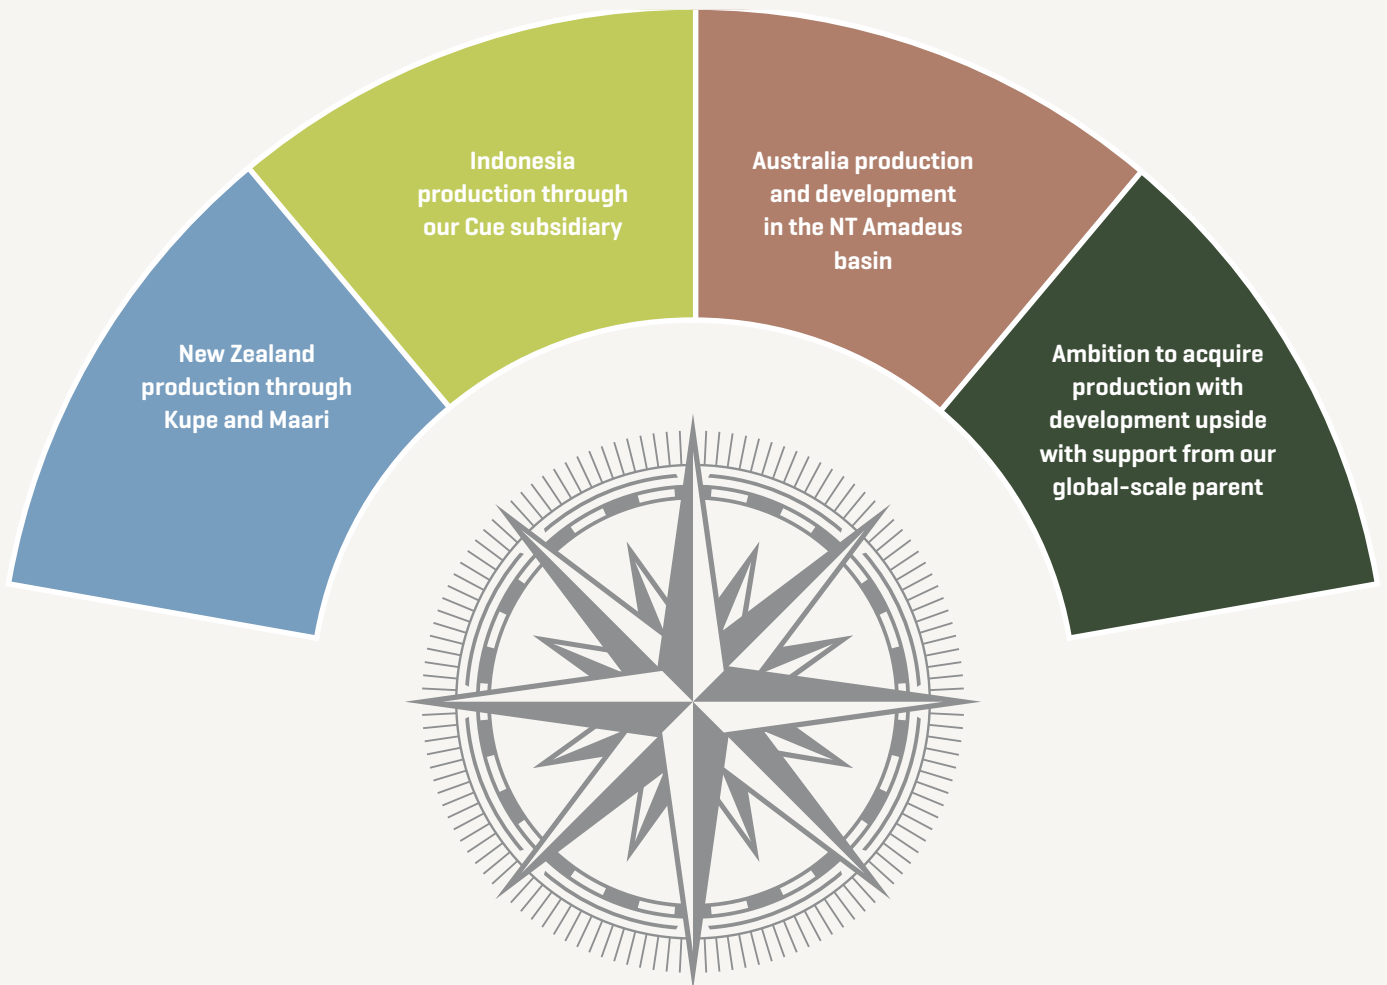 New Zealand
production through
Kupe and Maari
Indonesia
production through
our Cue subsidiary
Australia production
and development
in the NT Amadeus
basin
Ambition to acquire
production with
development upside
with support from our
global-scale parent